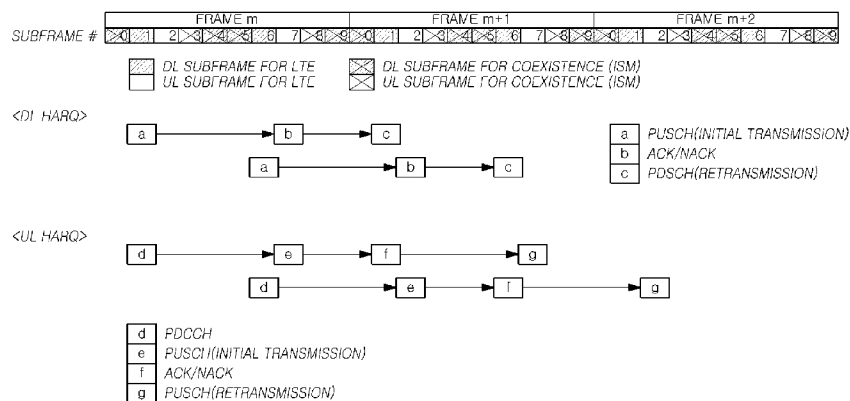 FRAME m FRAME m+1 FRAME m+2
SUBFRAME # 0 1 2 3 4 5 6 7 8 9 0 1 2 3 4 5 6 7 8 9 0 1 2 3 4 5 6 7 8 9
DL SUBFRAME FOR LTE DL SUBFRAME FOR COEXISTENCE (ISM)
UL SUBFRAME FOR LTE UL SUBFRAME FOR COEXISTENCE (ISM)
<DL HARQ>
a b c
a b c
a PUSCH(INITIAL TRANSMISSION)
b ACK/NACK
c PDSCH(RETRANSMISSION)
<UL HARQ>
d e f g
d e f g
d PDCCH
e PUSCH(INITIAL TRANSMISSION)
f ACK/NACK
g PUSCH(RETRANSMISSION)